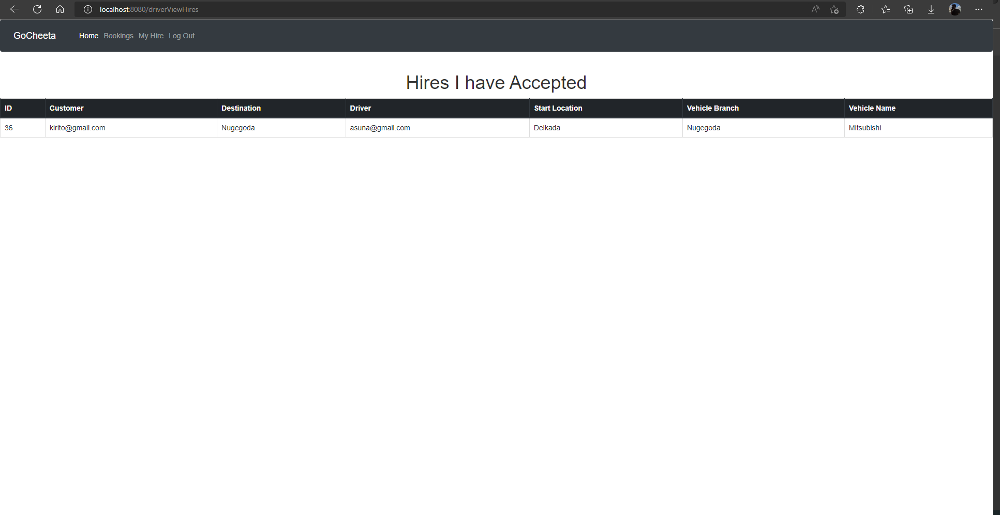 localhost:8080/driverViewHires
GoCheeta Home Bookings My Hire Log Out
Hires I have Accepted
ID Customer Destination Driver Start Location Vehicle Branch Vehicle Name
36 kirito@gmail.com Nugegoda asuna@gmail.com Delkada Nugegoda Mitsubishi